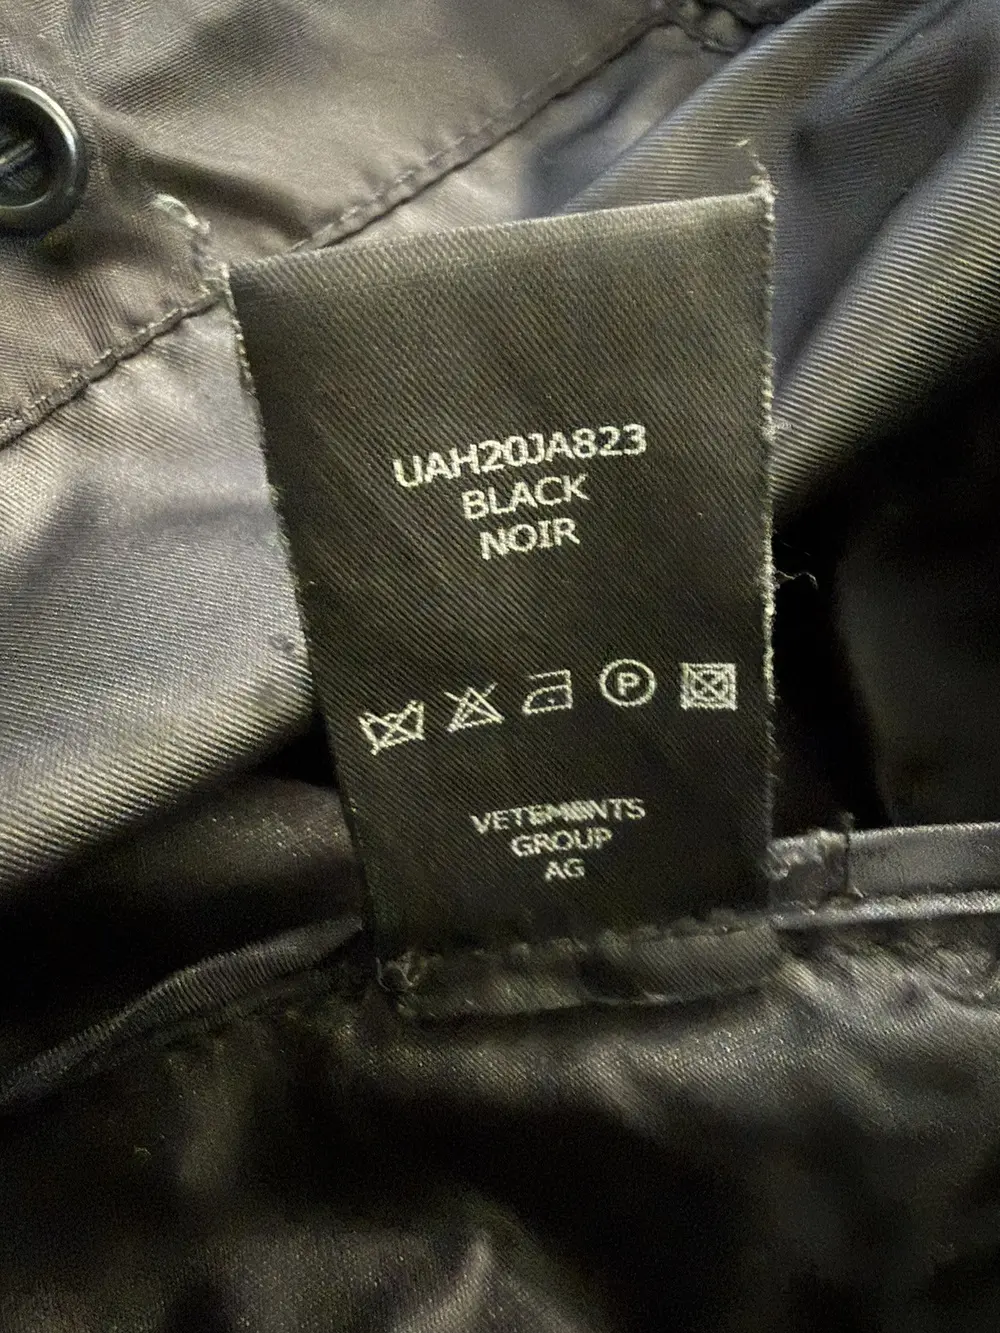 UAH20JA823
BLACK
NOIR
P
VETEMENTS
GROUP
AG